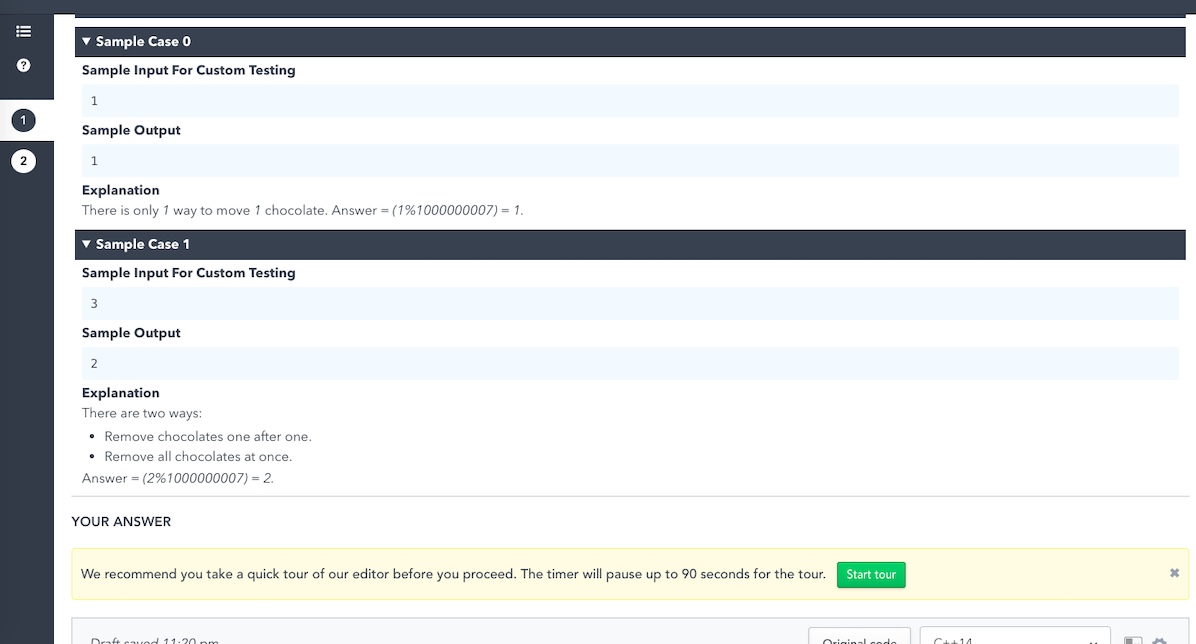 ▼ Sample Case 0
Sample Input For Custom Testing
1
Sample Output
1
Explanation
There is only 1 way to move 1 chocolate. Answer = (1%1000000007) = 1.
▼ Sample Case 1
Sample Input For Custom Testing
3
Sample Output
2
Explanation
There are two ways:
• Remove chocolates one after one.
• Remove all chocolates at once.
Answer = (2%1000000007) = 2.
1
2
YOUR ANSWER
We recommend you take a quick tour of our editor before you proceed. The timer will pause up to 90 seconds for the tour.
Start tour
Draft saved 11:20 pm
Original code
C++14